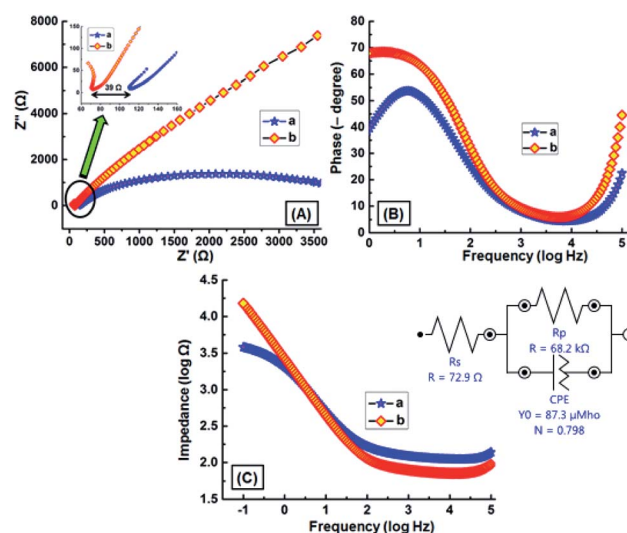 8000
6000
4000
2000
0
Z'' (Ω)
150
100
50
0
60 80 100 120 140 160
a
b
39 Ω
a
b
(A)
0 500 1000 1500 2000 2500 3000 3500
Z' (Ω)
100
90
80
70
60
50
40
30
20
10
0
Phase (– degree)
a
b
(B)
0 1 2 3 4 5
Frequency (log Hz)
5.0
4.5
4.0
3.5
3.0
2.5
2.0
1.5
Impedance (log Ω)
a
b
(C)
-1 0 1 2 3 4 5
Frequency (log Hz)
Rs
R = 72.9 Ω
Rp
R = 68.2 kΩ
CPE
Y0 = 87.3 µMho
N = 0.798